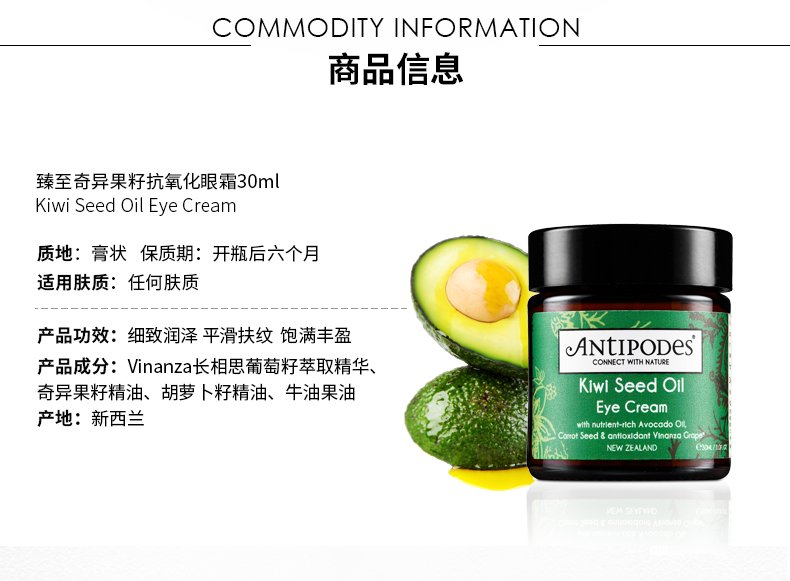 COMMODITY INFORMATION
商品信息
臻至奇异果籽抗氧化眼霜30ml
Kiwi Seed Oil Eye Cream
质地：膏状 保质期：开瓶后六个月
适用肤质：任何肤质
产品功效：细致润泽 平滑扶纹 饱满丰盈
产品成分：Vinanza长相思葡萄籽萃取精华、
奇异果籽精油、胡萝卜籽精油、牛油果油
产地：新西兰
ANTIPODES®
CONNECT WITH NATURE
Kiwi Seed Oil
Eye Cream
with nutrient-rich Avocado Oil,
Carrot Seed & antioxidant Vinanza Grape®
NEW ZEALAND